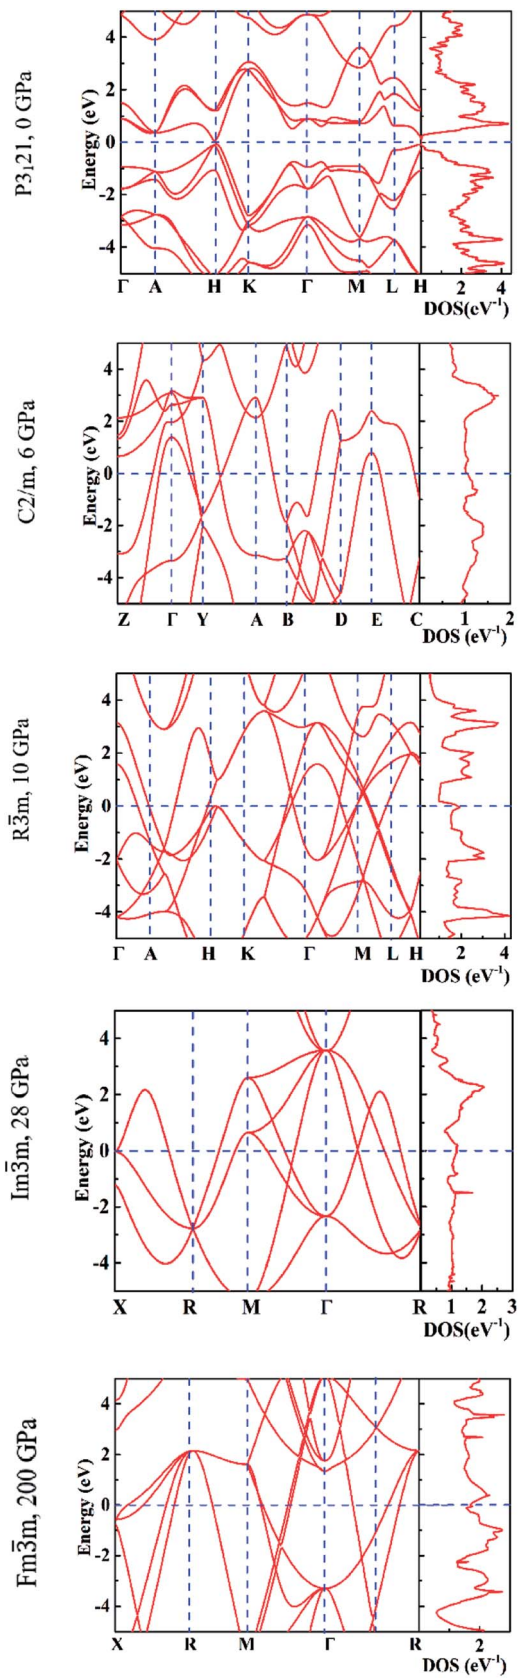 P3₁21, 0 GPa
Energy (eV)
4
2
0
-2
-4
Γ A H K Γ M L H 2 4
DOS(eV⁻¹)
C2/m, 6 GPa
Energy (eV)
4
2
0
-2
-4
Z Γ Y A B D E C 1 2
DOS (eV⁻¹)
R3̄m, 10 GPa
Energy (eV)
4
2
0
-2
-4
Γ A H K Γ M L H 2 4
DOS (eV⁻¹)
Im3̄m, 28 GPa
Energy (eV)
4
2
0
-2
-4
X R M Γ R 1 2 3
DOS(eV⁻¹)
Fm3̄m, 200 GPa
Energy (eV)
4
2
0
-2
-4
X R M Γ R 2
DOS (eV⁻¹)